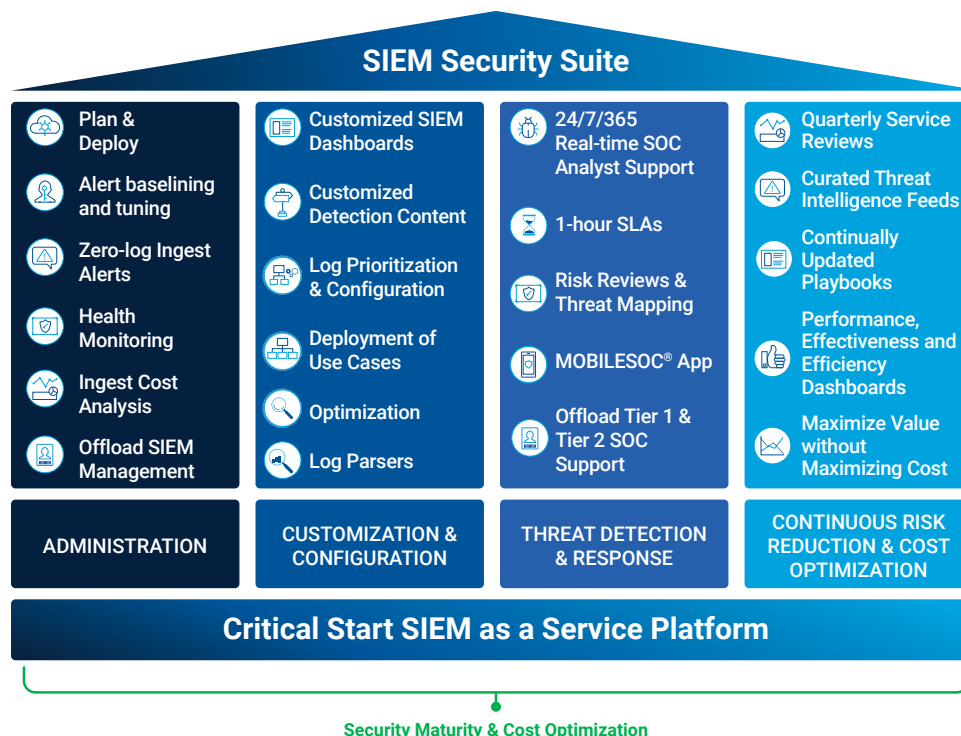 SIEM Security Suite
Plan &
Deploy
Alert baselining
and tuning
Zero-log Ingest
Alerts
Health
Monitoring
Ingest Cost
Analysis
Offload SIEM
Management
ADMINISTRATION
Customized SIEM
Dashboards
Customized
Detection Content
Log Prioritization
& Configuration
Deployment of
Use Cases
Optimization
Log Parsers
CUSTOMIZATION &
CONFIGURATION
24/7/365
Real-time SOC
Analyst Support
1-hour SLAs
Risk Reviews &
Threat Mapping
MOBILESOC® App
Offload Tier 1 &
Tier 2 SOC
Support
THREAT DETECTION
& RESPONSE
Quarterly Service
Reviews
Curated Threat
Intelligence Feeds
Continually
Updated
Playbooks
Performance,
Effectiveness and
Efficiency
Dashboards
Maximize Value
without
Maximizing Cost
CONTINUOUS RISK
REDUCTION & COST
OPTIMIZATION
Critical Start SIEM as a Service Platform
Security Maturity & Cost Optimization